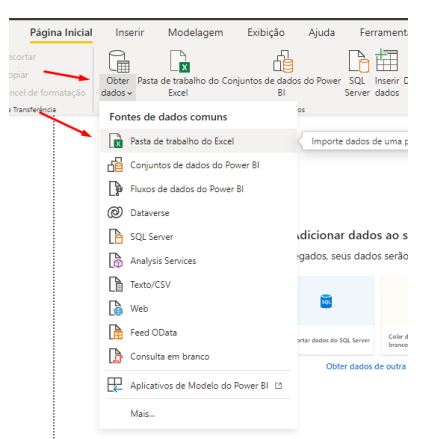 Página Inicial Inserir Modelagem Exibição Ajuda Ferrament
ecortar
opiar
ncel de formatação
a Transferência
Obter dados
Pasta de trabalho do Excel
Conjuntos de dados do Power BI
SQL Server
Inserir dados
D
os
Fontes de dados comuns
Pasta de trabalho do Excel
Importe dados de uma p
Conjuntos de dados do Power BI
Fluxos de dados do Power BI
Dataverse
SQL Server
Analysis Services
Texto/CSV
Web
Feed OData
Consulta em branco
Aplicativos de Modelo do Power BI
Mais...
Adicionar dados ao s
egados, seus dados serão
SQL
ortar dados do SQL Server
Colar d
branco
Obter dados de outra